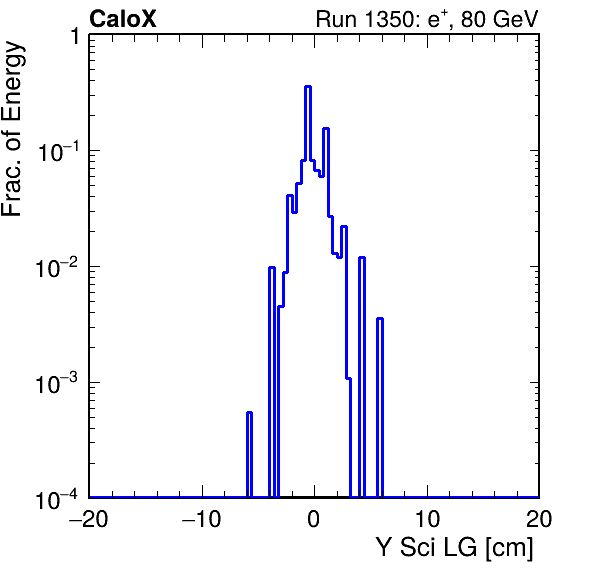 CaloX Run 1350: e⁺, 80 GeV
Frac. of Energy
1
10⁻¹
10⁻²
10⁻³
10⁻⁴
−20 −10 0 10 20
Y Sci LG [cm]